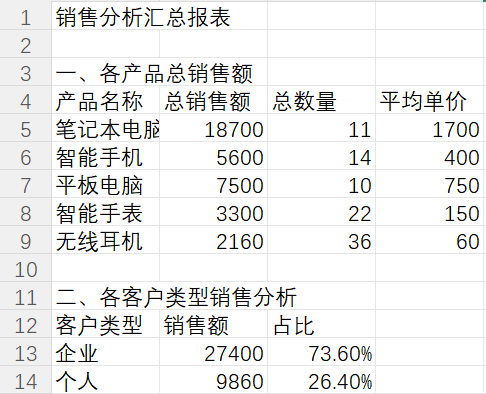 1 销售分析汇总报表
2
3 一、各产品总销售额
4 产品名称 总销售额 总数量 平均单价
5 笔记本电脑 18700 11 1700
6 智能手机 5600 14 400
7 平板电脑 7500 10 750
8 智能手表 3300 22 150
9 无线耳机 2160 36 60
10
11 二、各客户类型销售分析
12 客户类型 销售额 占比
13 企业 27400 73.60%
14 个人 9860 26.40%